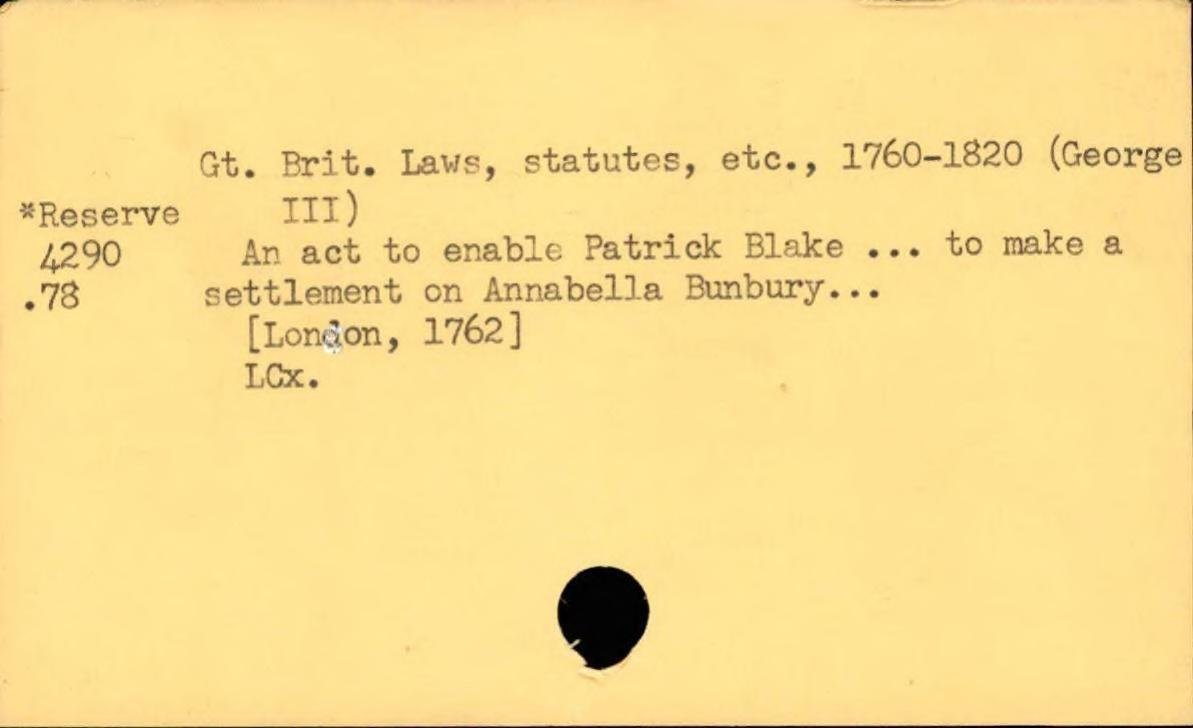 Gt. Brit. Laws, statutes, etc., 1760-1820 (George
*Reserve III)
4290 An act to enable Patrick Blake ... to make a
.78 settlement on Annabella Bunbury...
[London, 1762]
LCx.